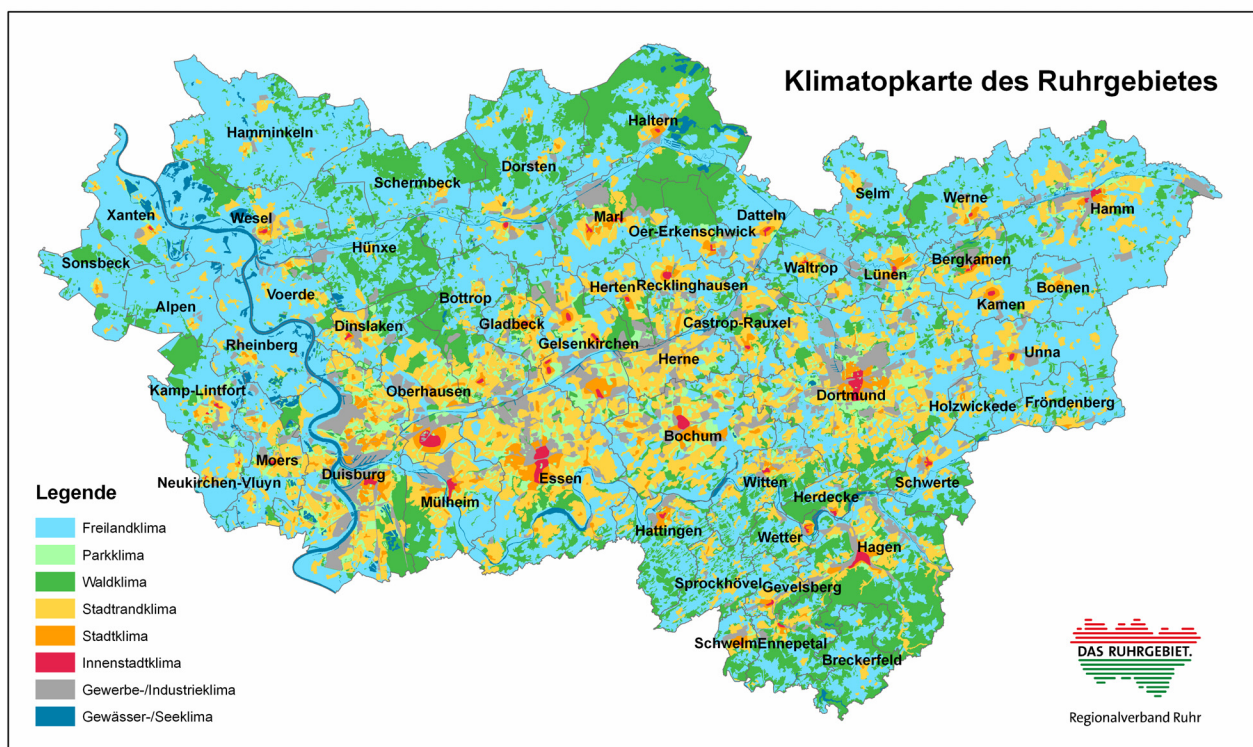 Klimatopkarte des Ruhrgebietes
Haltern
Hamminkeln
Dorsten
Schermbeck
Selm
Werne
Hamm
Xanten
Wesel
Marl
Datteln
Oer-Erkenschwick
Hünxe
Sonsbeck
Bergkamen
Waltrop
Lünen
Herten
Recklinghausen
Boenen
Voerde
Bottrop
Kamen
Alpen
Dinslaken
Gladbeck
Castrop-Rauxel
Gelsenkirchen
Rheinberg
Herne
Unna
Kamp-Lintfort
Oberhausen
Dortmund
Holzwickede
Fröndenberg
Bochum
Moers
Duisburg
Neukirchen-Vluyn
Essen
Witten
Schwerte
Mülheim
Herdecke
Hattingen
Wetter
Hagen
Sprockhövel
Gevelsberg
Schwelm
Ennepetal
Breckerfeld
Legende
Freilandklima
Parkklima
Waldklima
Stadtrandklima
Stadtklima
Innenstadtklima
Gewerbe-/Industrieklima
Gewässer-/Seeklima
DAS RUHRGEBIET.
Regionalverband Ruhr